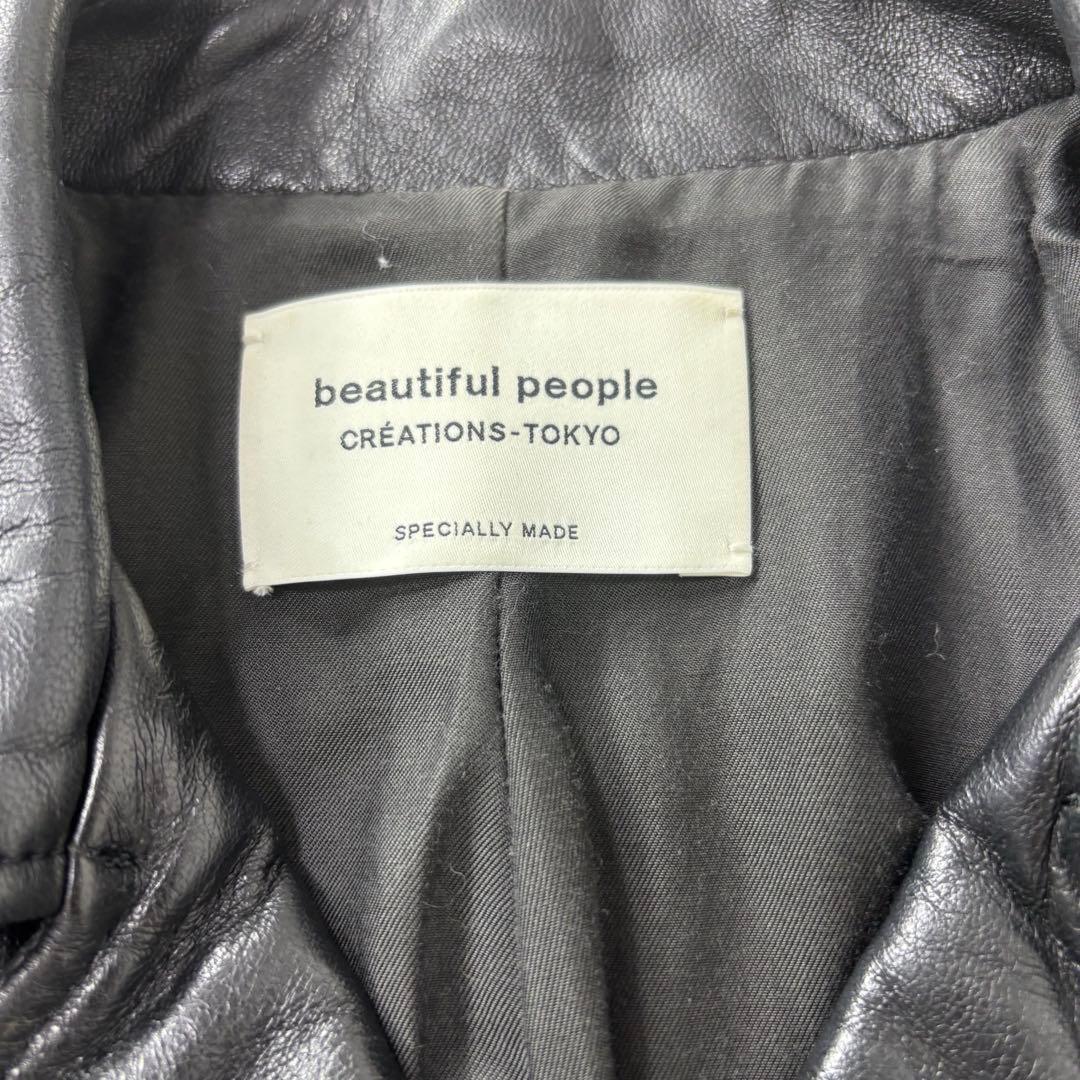 beautiful people
CRÉATIONS-TOKYO
SPECIALLY MADE